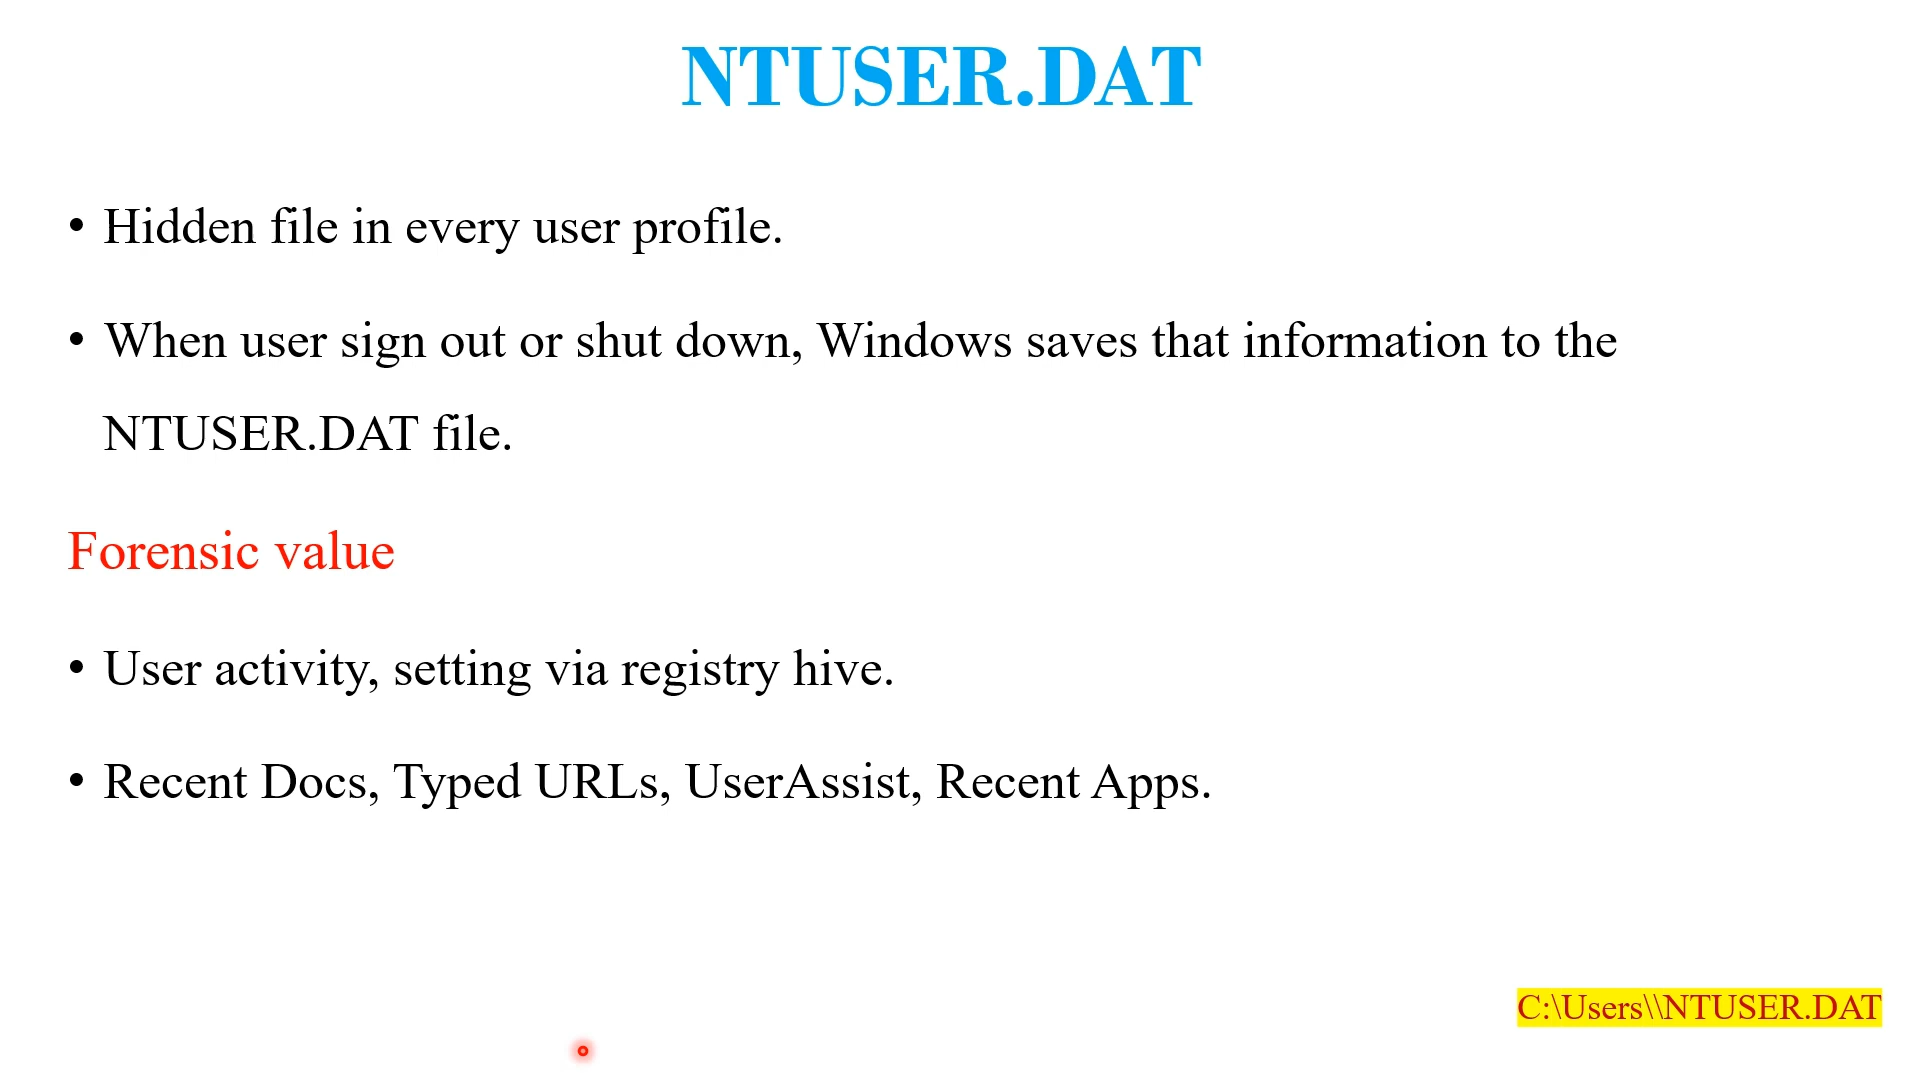 NTUSER.DAT
• Hidden file in every user profile.
• When user sign out or shut down, Windows saves that information to the
NTUSER.DAT file.
Forensic value
• User activity, setting via registry hive.
• Recent Docs, Typed URLs, UserAssist, Recent Apps.
C:\Users\\NTUSER.DAT